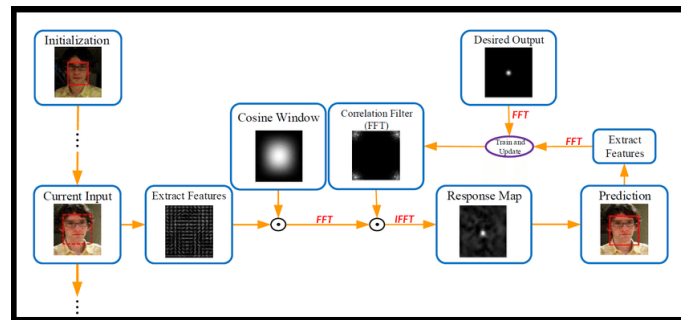 Initialization
Desired Output
FFT
Cosine Window
Correlation Filter
(FFT)
Train and
Update
FFT
Extract
Features
Current Input
Extract Features
FFT
IFFT
Response Map
Prediction